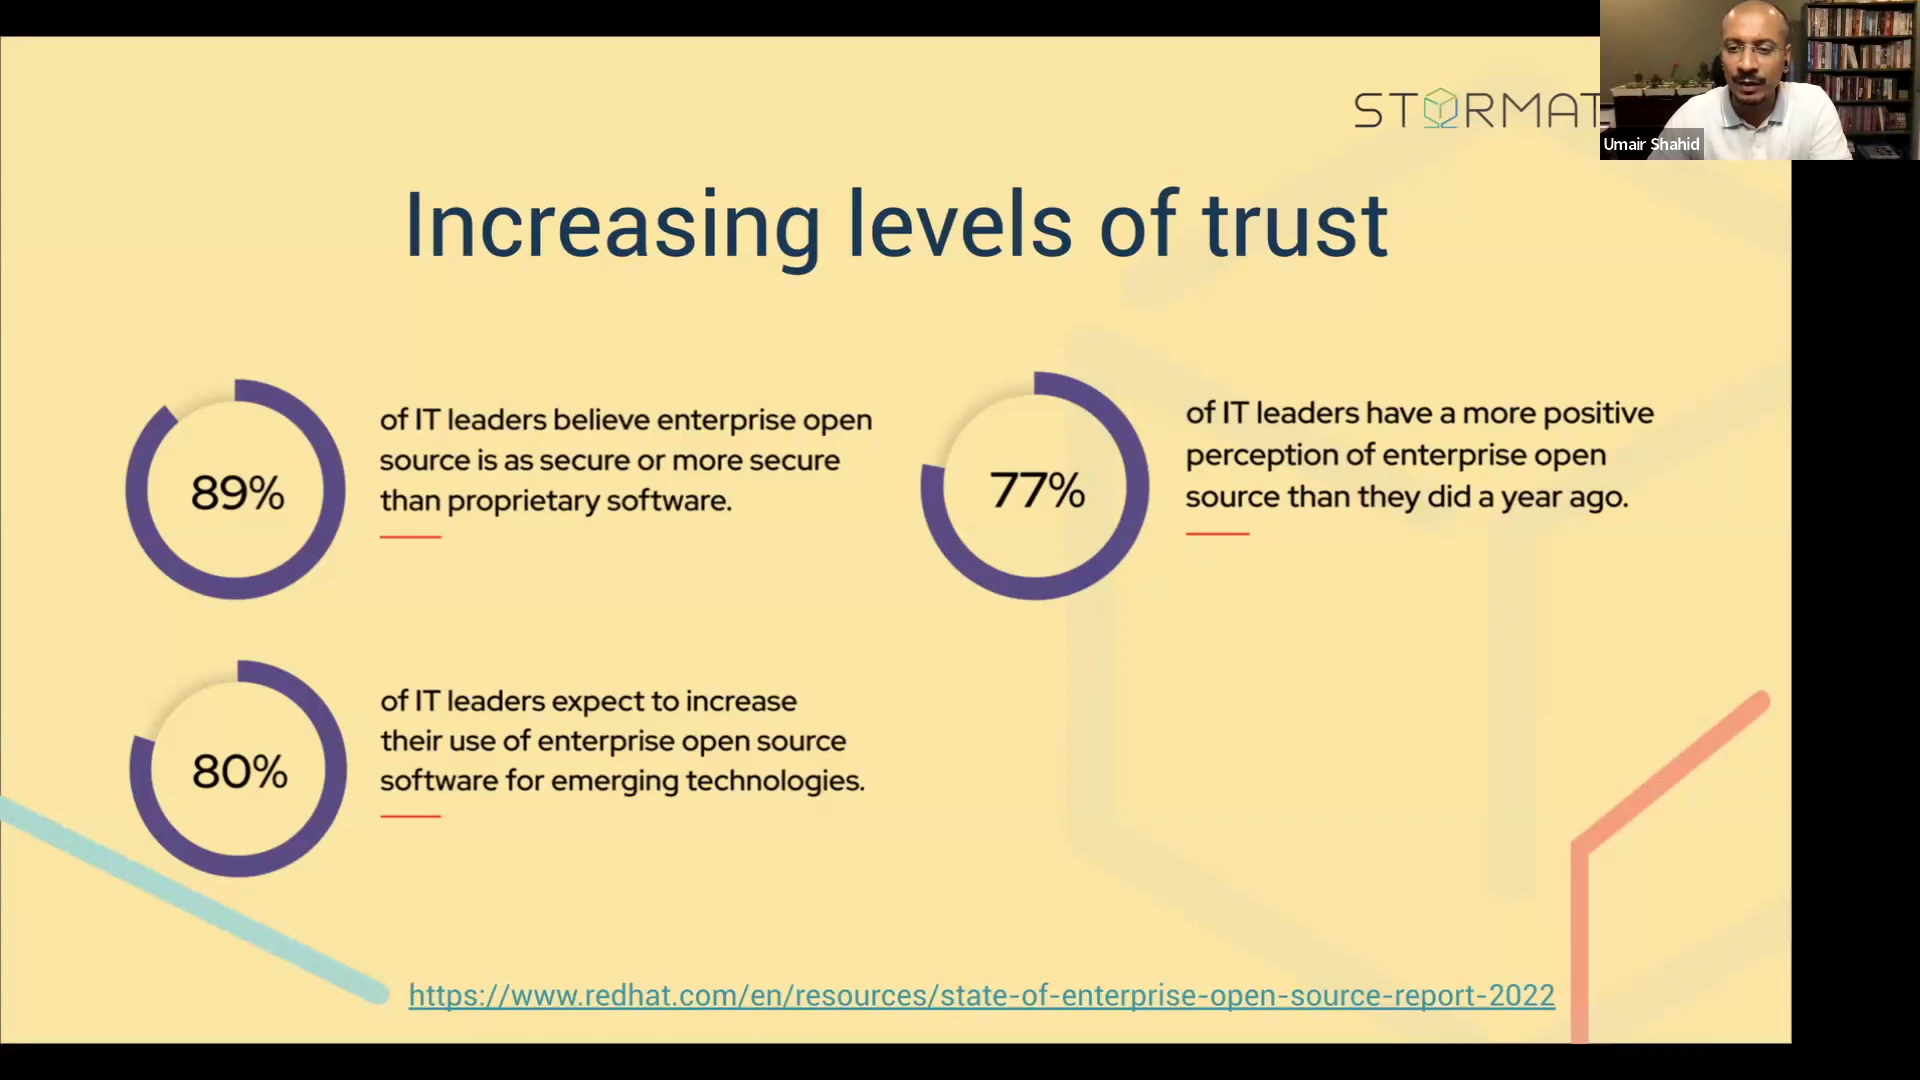 STORMAT
Umair Shahid
Increasing levels of trust
89%
of IT leaders believe enterprise open
source is as secure or more secure
than proprietary software.
77%
of IT leaders have a more positive
perception of enterprise open
source than they did a year ago.
80%
of IT leaders expect to increase
their use of enterprise open source
software for emerging technologies.
https://www.redhat.com/en/resources/state-of-enterprise-open-source-report-2022